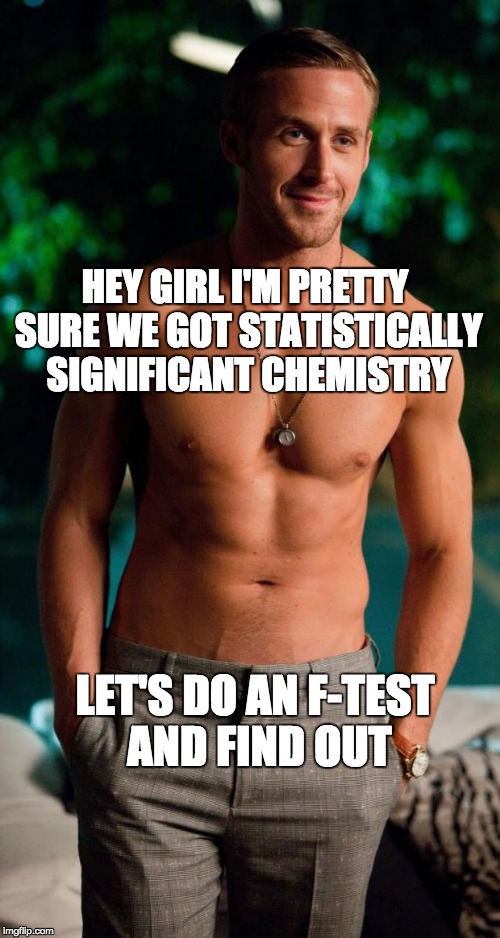 HEY GIRL I'M PRETTY
SURE WE GOT STATISTICALLY
SIGNIFICANT CHEMISTRY
LET'S DO AN F-TEST
AND FIND OUT
imgflip.com